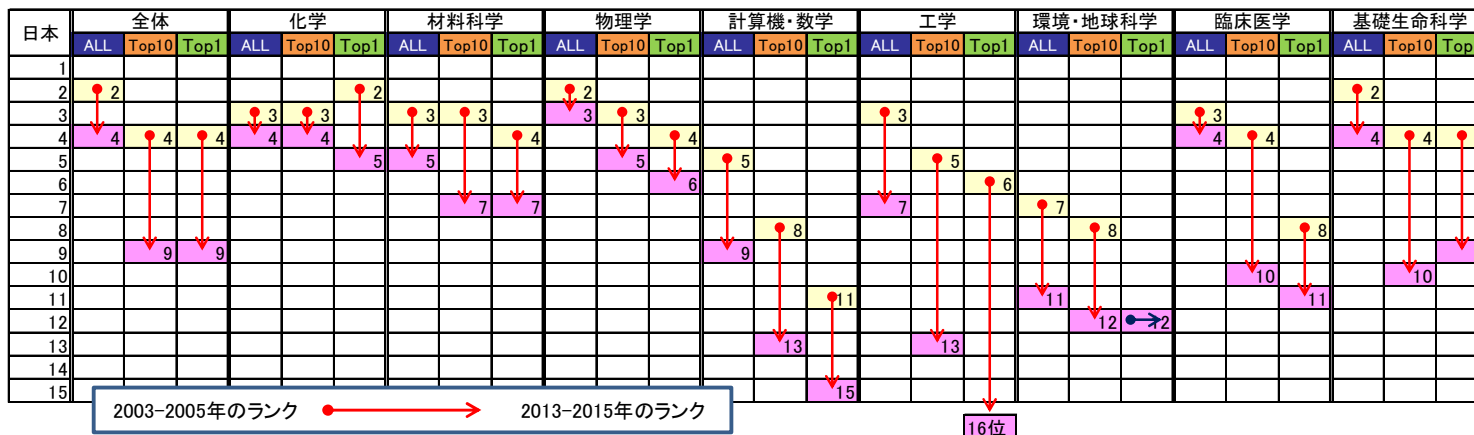 日本 全体 化学 材料科学 物理学 計算機・数学 工学 環境・地球科学 臨床医学 基礎生命科学
ALL Top10 Top1 ALL Top10 Top1 ALL Top10 Top1 ALL Top10 Top1 ALL Top10 Top1 ALL Top10 Top1 ALL Top10 Top1 ALL Top10 Top1 ALL Top10
1
2 2 2 2 2
3 3 3 3 3 3 3 3 3
4 4 4 4 4 4 4 4 4 4 4 4
5 5 5 5 5 5
6 6 6
7 7 7 7 7
8 8 8 8
9 9 9 9
10 10 10
11 11 11 11
12 12 12
13 13 13
14
15 15
2003-2005年のランク 2013-2015年のランク
16位